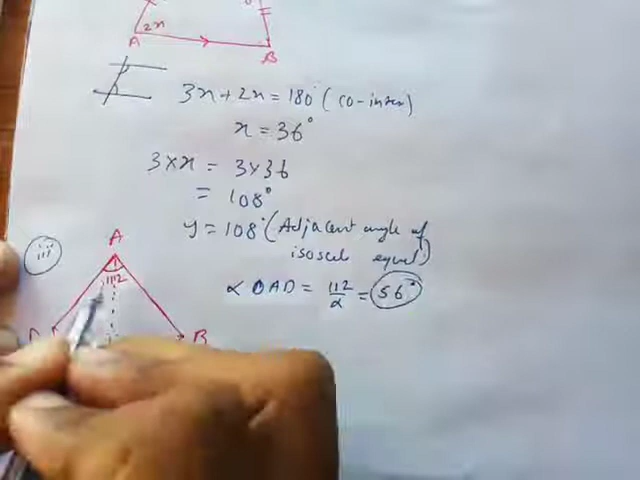 A 2x B
3x + 2x = 180° (co-inter)
x = 36°
3 × x = 3 × 36
= 108°
y = 108° (Adjacent angle of
isoscel equal)
iii A
112
∝ OAD = 112/2 = 56°
B